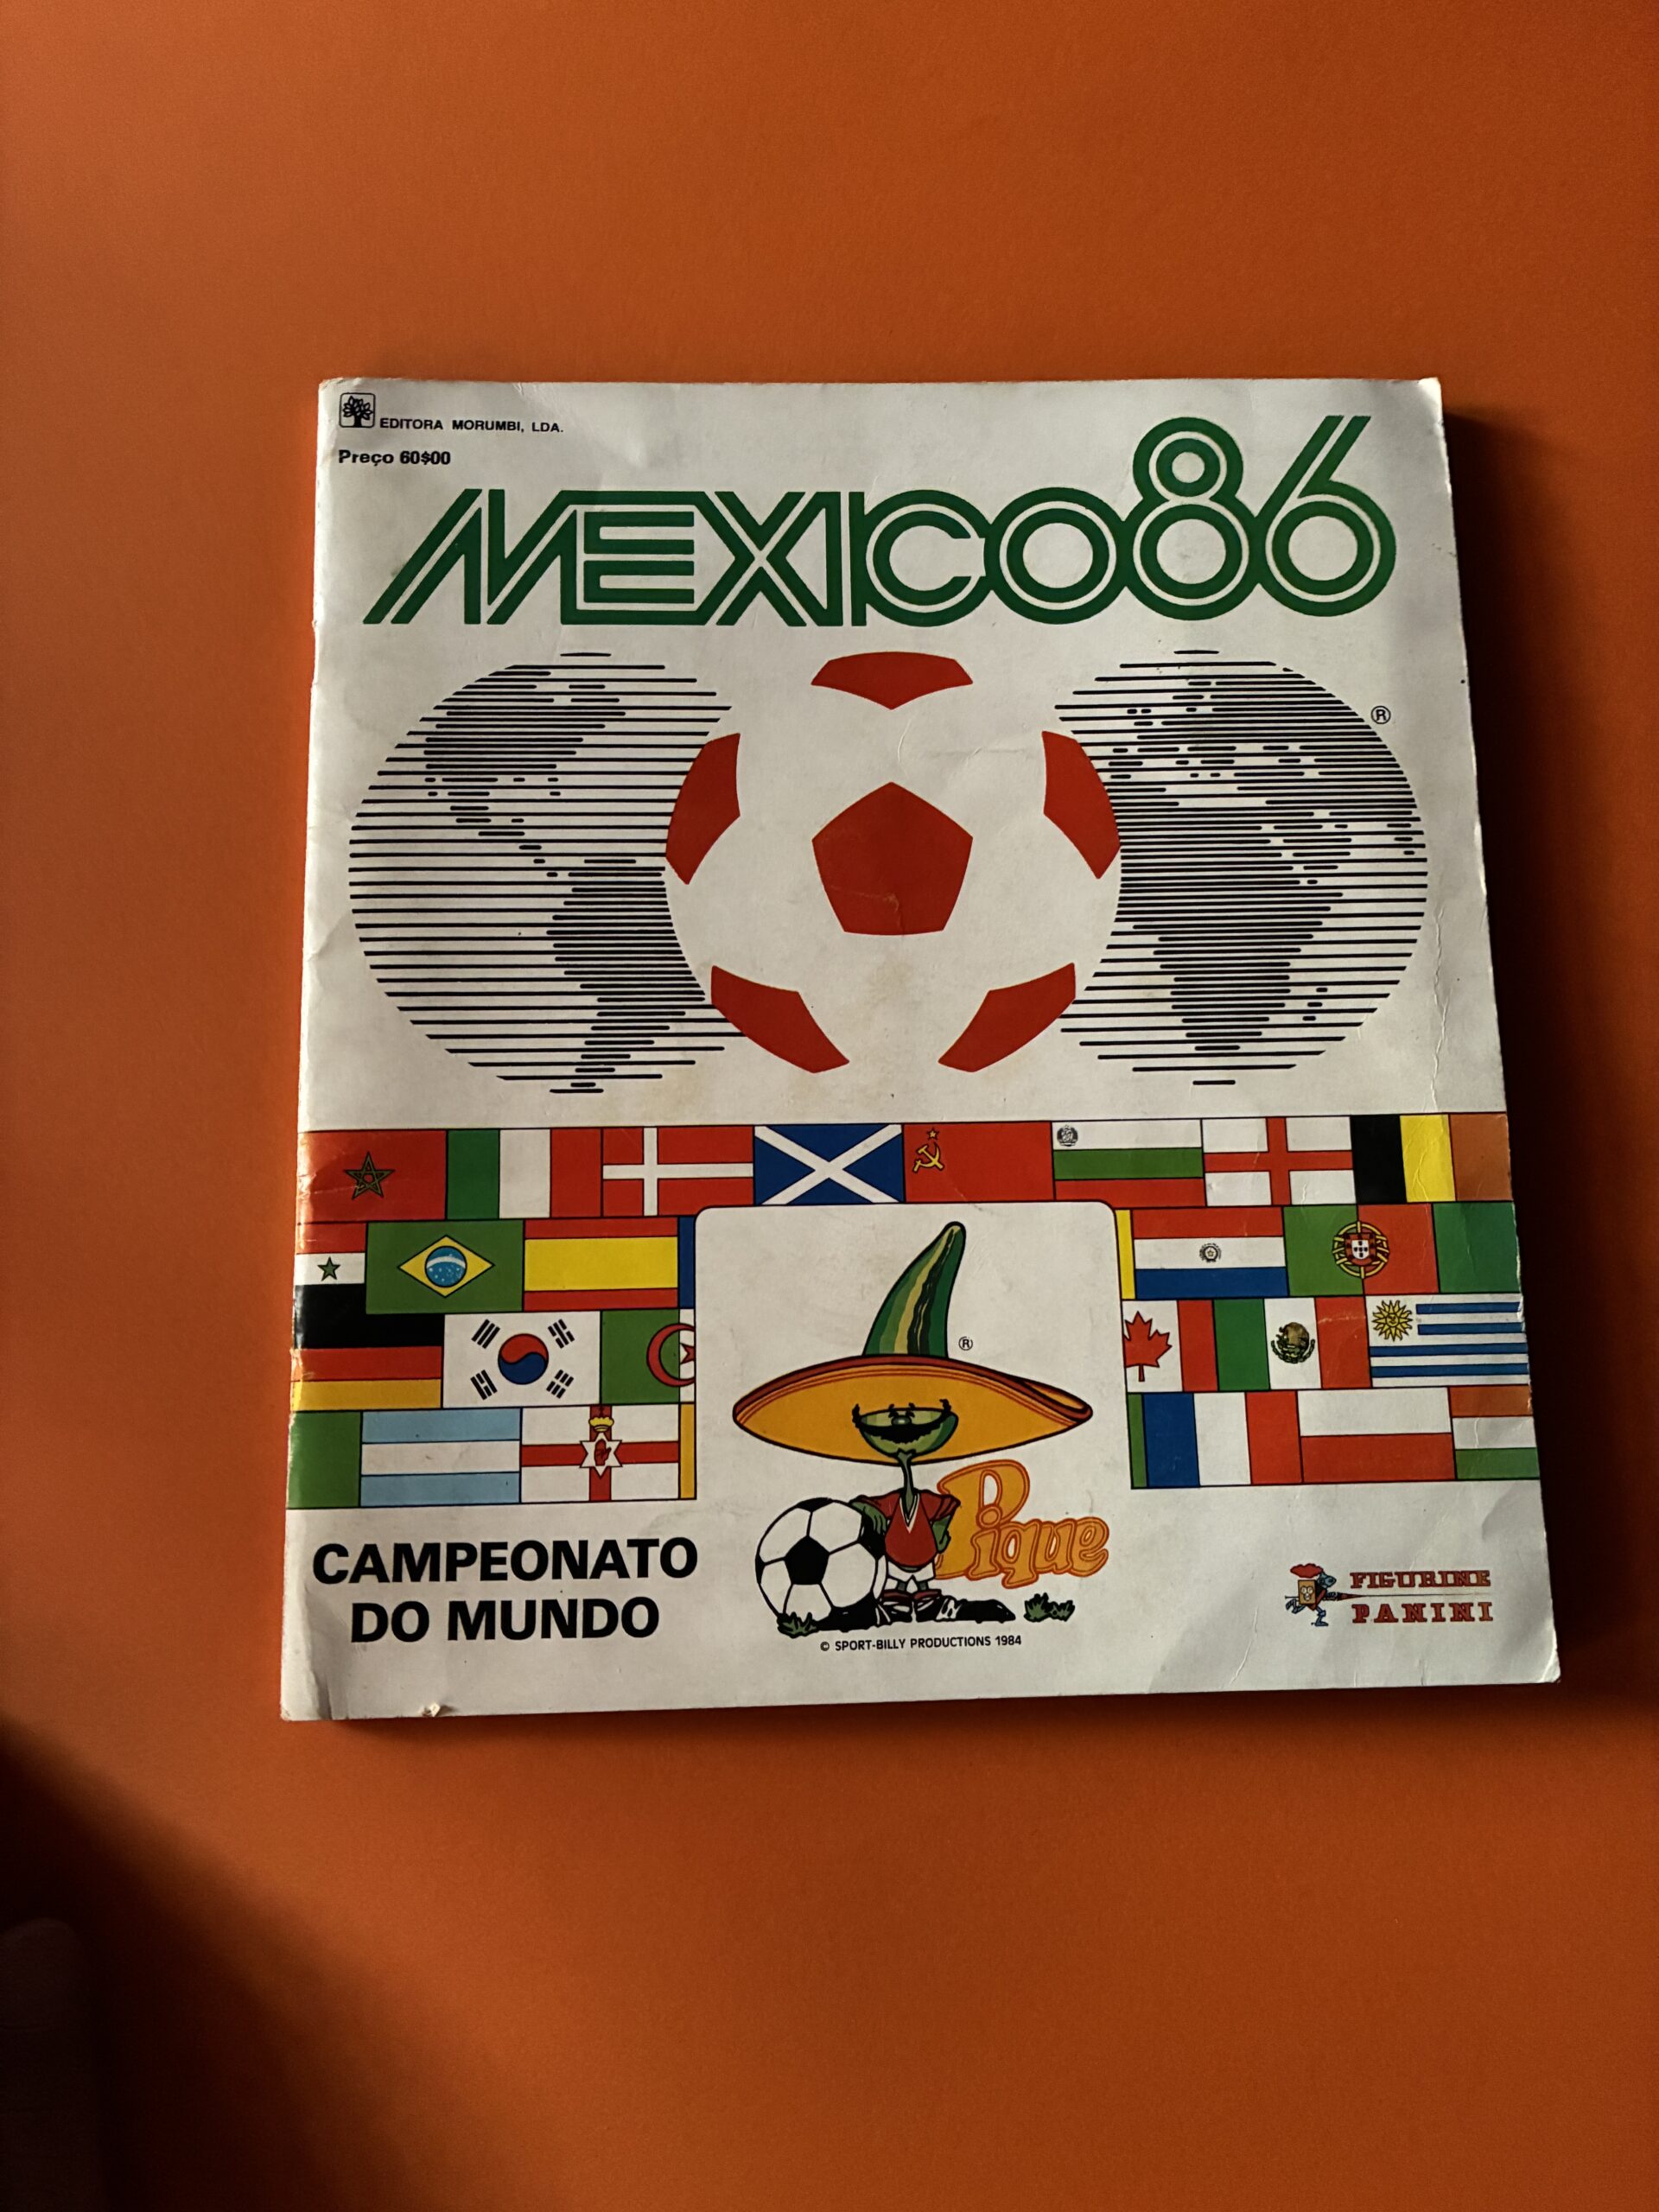 EDITORA MORUMBI, LDA.
Preço 60$00
MEXICO86
®
®
Pique
CAMPEONATO
DO MUNDO
© SPORT-BILLY PRODUCTIONS 1984
FIGURINE
PANINI